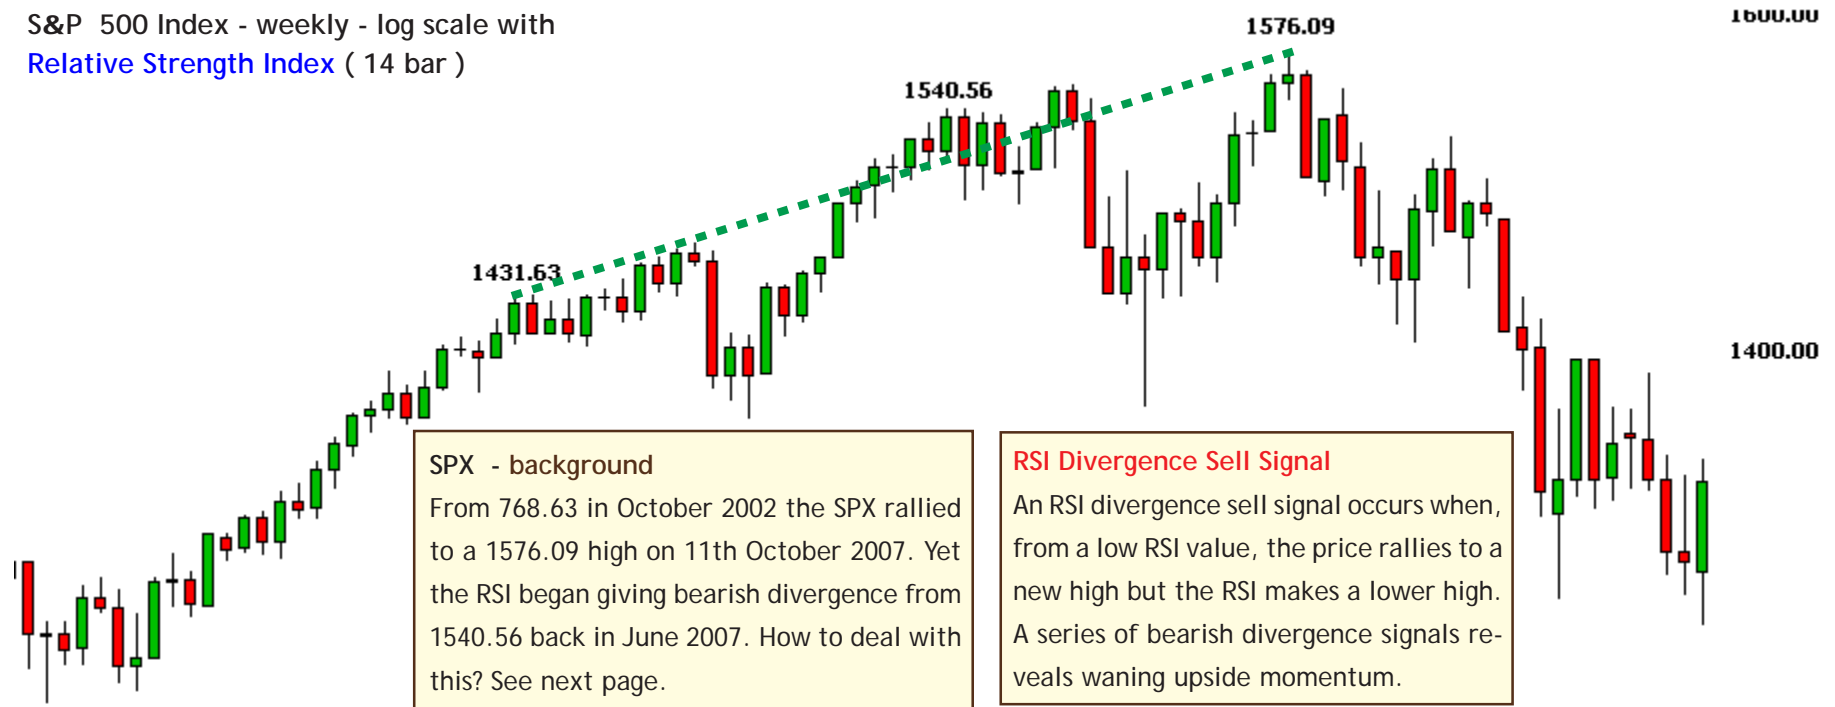 S&P 500 Index - weekly - log scale with
Relative Strength Index ( 14 bar )
1576.09
1600.00
1540.56
1431.63
1400.00
SPX - background
From 768.63 in October 2002 the SPX rallied
to a 1576.09 high on 11th October 2007. Yet
the RSI began giving bearish divergence from
1540.56 back in June 2007. How to deal with
this? See next page.
RSI Divergence Sell Signal
An RSI divergence sell signal occurs when,
from a low RSI value, the price rallies to a
new high but the RSI makes a lower high.
A series of bearish divergence signals re-
veals waning upside momentum.